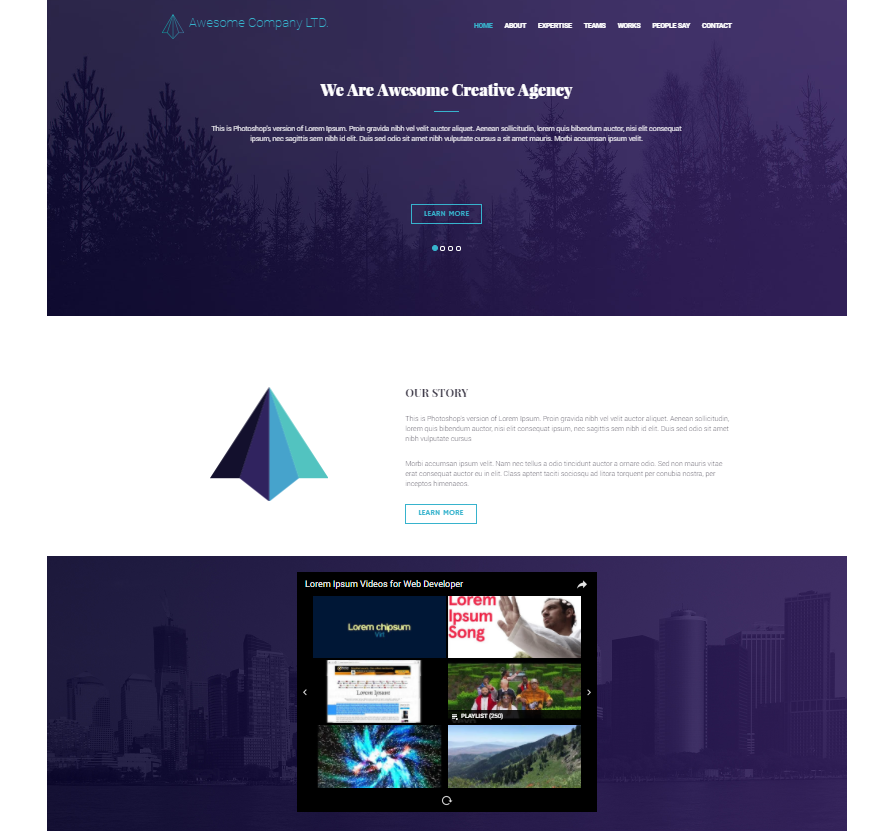 Awesome Company LTD.
HOME ABOUT EXPERTISE TEAMS WORKS PEOPLE SAY CONTACT
We Are Awesome Creative Agency
This is Photoshop's version of Lorem Ipsum. Proin gravida nibh vel velit auctor aliquet. Aenean sollicitudin, lorem quis bibendum auctor, nisi elit consequat
ipsum, nec sagittis sem nibh id elit. Duis sed odio sit amet nibh vulputate cursus a sit amet mauris. Morbi accumsan ipsum velit.
LEARN MORE
OUR STORY
This is Photoshop's version of Lorem Ipsum. Proin gravida nibh vel velit auctor aliquet. Aenean sollicitudin,
lorem quis bibendum auctor, nisi elit consequat ipsum, nec sagittis sem nibh id elit. Duis sed odio sit amet
nibh vulputate cursus
Morbi accumsan ipsum velit. Nam nec tellus a odio tincidunt auctor a ornare odio. Sed non mauris vitae
erat consequat auctor eu in elit. Class aptent taciti sociosqu ad litora torquent per conubia nostra, per
inceptos himenaeos.
LEARN MORE
Lorem Ipsum Videos for Web Developer
Lorem chipsum
Lorem
Ipsum
Song
Lorem Ipsum
PLAYLIST (250)